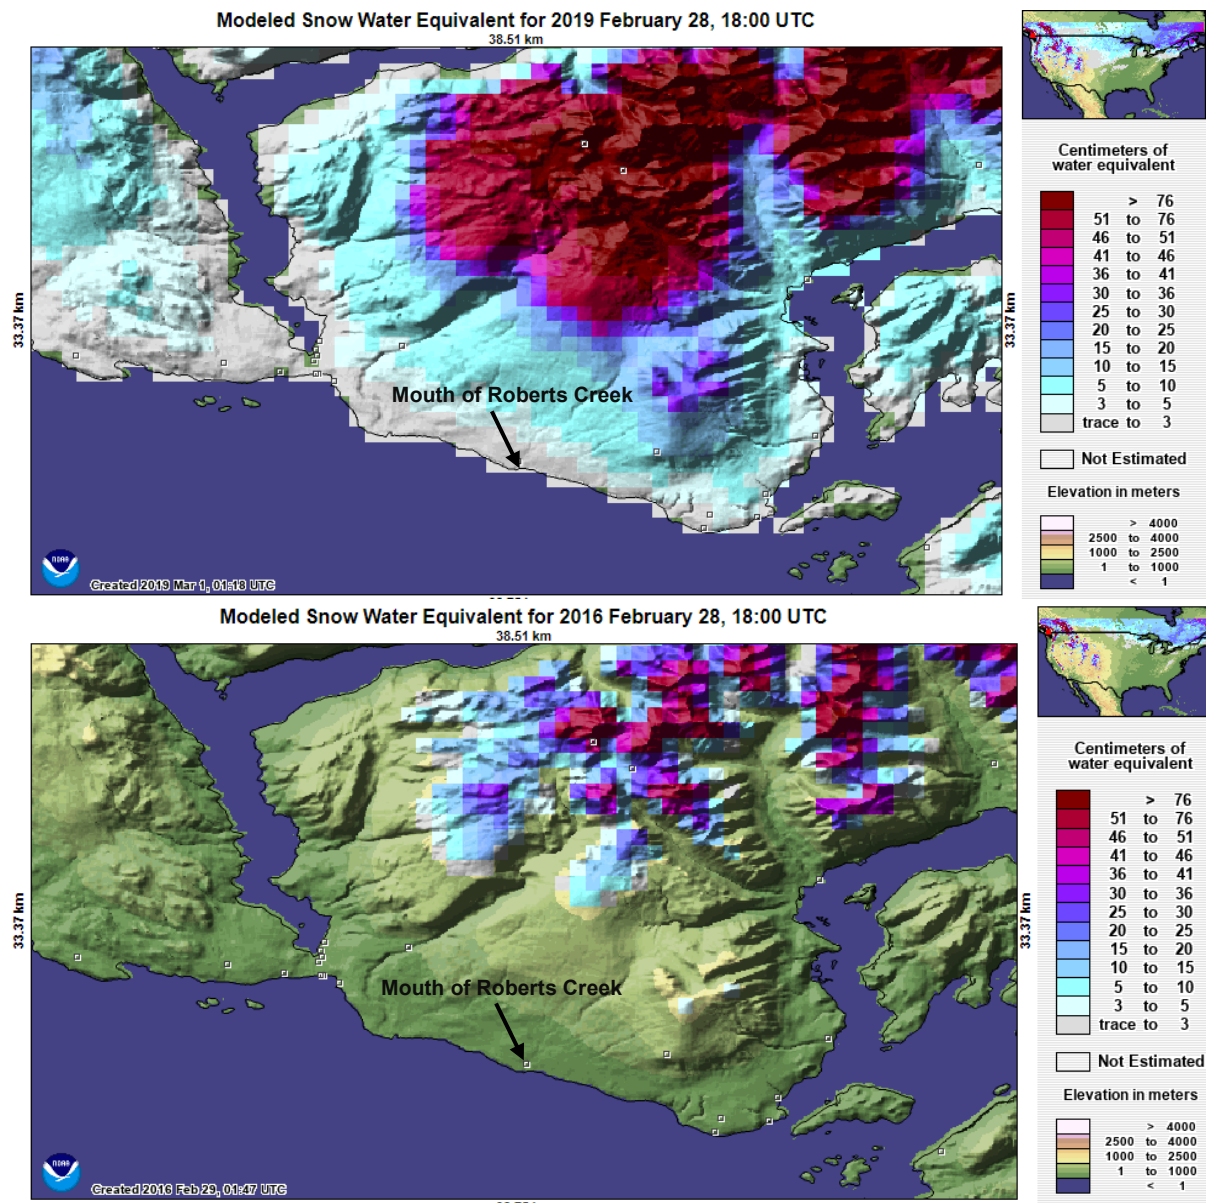 Modeled Snow Water Equivalent for 2019 February 28, 18:00 UTC
38.51 km
33.37 km
33.37 km
Mouth of Roberts Creek
NOAA
Created 2019 Mar 1, 01:18 UTC
Centimeters of
water equivalent
> 76
51 to 76
46 to 51
41 to 46
36 to 41
30 to 36
25 to 30
20 to 25
15 to 20
10 to 15
5 to 10
3 to 5
trace to 3
Not Estimated
Elevation in meters
> 4000
2500 to 4000
1000 to 2500
1 to 1000
< 1
Modeled Snow Water Equivalent for 2016 February 28, 18:00 UTC
38.51 km
33.37 km
33.37 km
Mouth of Roberts Creek
NOAA
Created 2016 Feb 29, 01:47 UTC
Centimeters of
water equivalent
> 76
51 to 76
46 to 51
41 to 46
36 to 41
30 to 36
25 to 30
20 to 25
15 to 20
10 to 15
5 to 10
3 to 5
trace to 3
Not Estimated
Elevation in meters
> 4000
2500 to 4000
1000 to 2500
1 to 1000
< 1